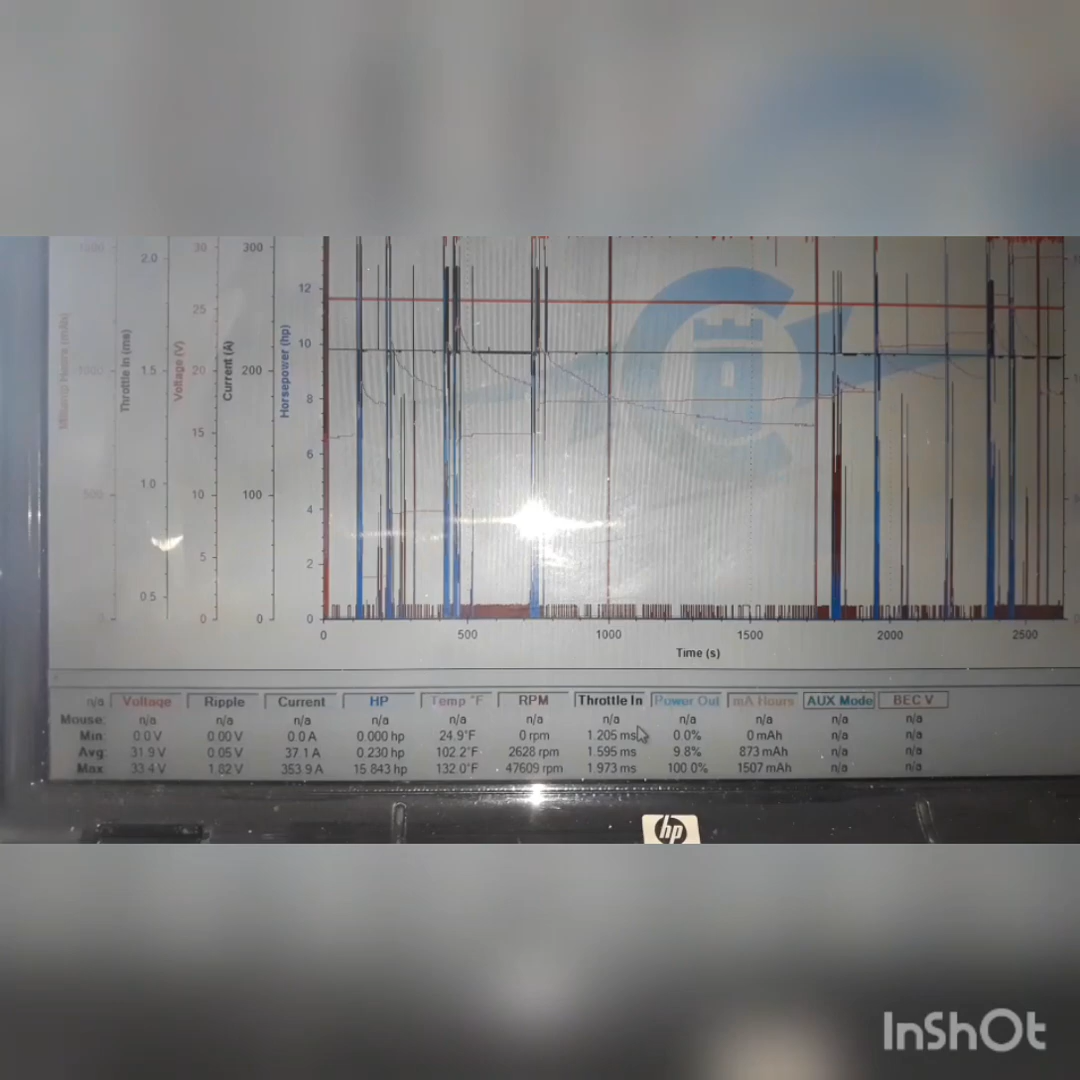 1500 2.0 30 300 12
25
10
1000 1.5 20 200
8
15
6
500 1.0 10 100
4
5 2
0.5
0 0 0
0 500 1000 1500 2000 2500
Milliamp Hours (mAh)
Throttle In (ms)
Voltage (V)
Current (A)
Horsepower (hp)
Time (s)
n/a Voltage Ripple Current HP Temp °F RPM Throttle In Power Out mA Hours AUX Mode BEC V
Mouse: n/a n/a n/a n/a n/a n/a n/a n/a n/a n/a n/a
Min: 0.0 V 0.00 V 0.0 A 0.000 hp 24.9°F 0 rpm 1.205 ms 0.0% 0 mAh n/a n/a
Avg: 31.9 V 0.05 V 37.1 A 0.230 hp 102.2°F 2628 rpm 1.595 ms 9.8% 873 mAh n/a n/a
Max: 33.4 V 1.82 V 353.9 A 15.843 hp 132.0°F 47609 rpm 1.973 ms 100.0% 1507 mAh n/a n/a
hp
InShOt